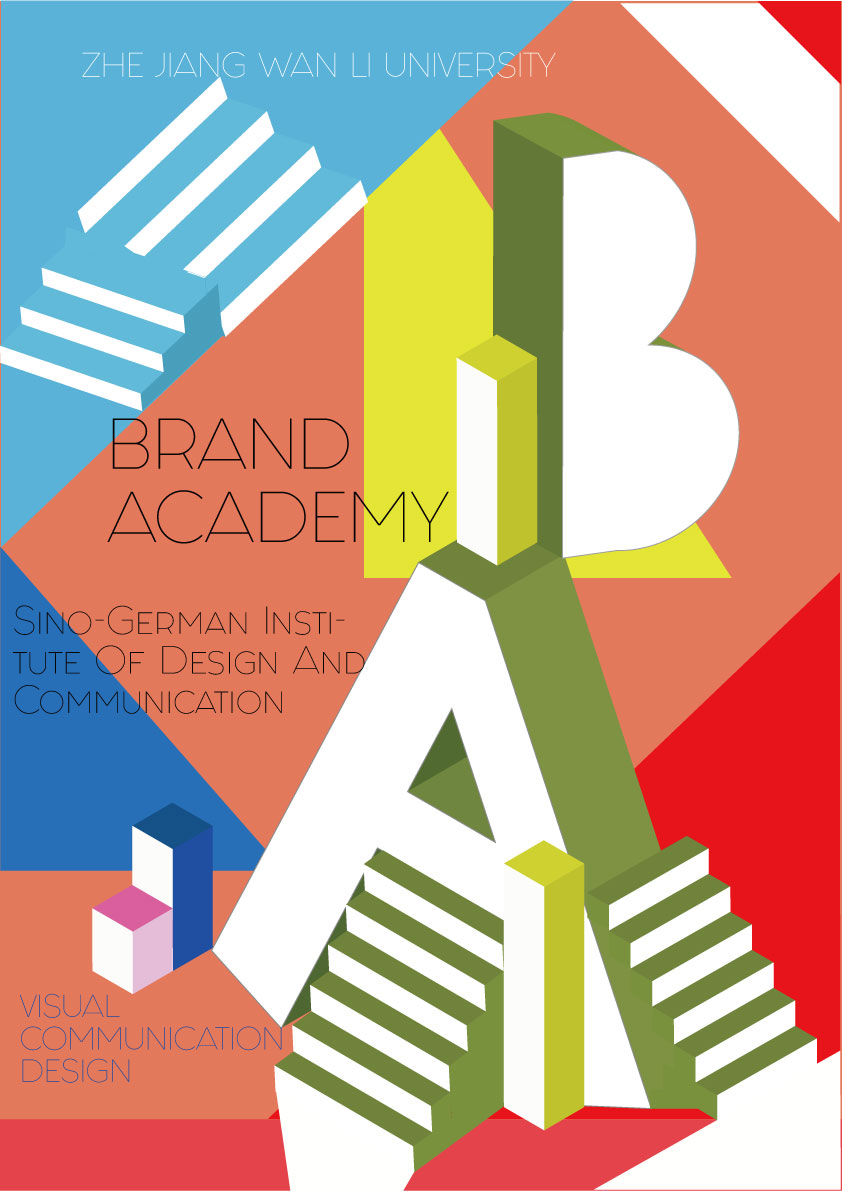 ZHE JIANG WAN LI UNIVERSITY
B
BRAND
ACADEMY
A
SINO-GERMAN INSTI-
TUTE OF DESIGN AND
COMMUNICATION
VISUAL
COMMUNICATION
DESIGN